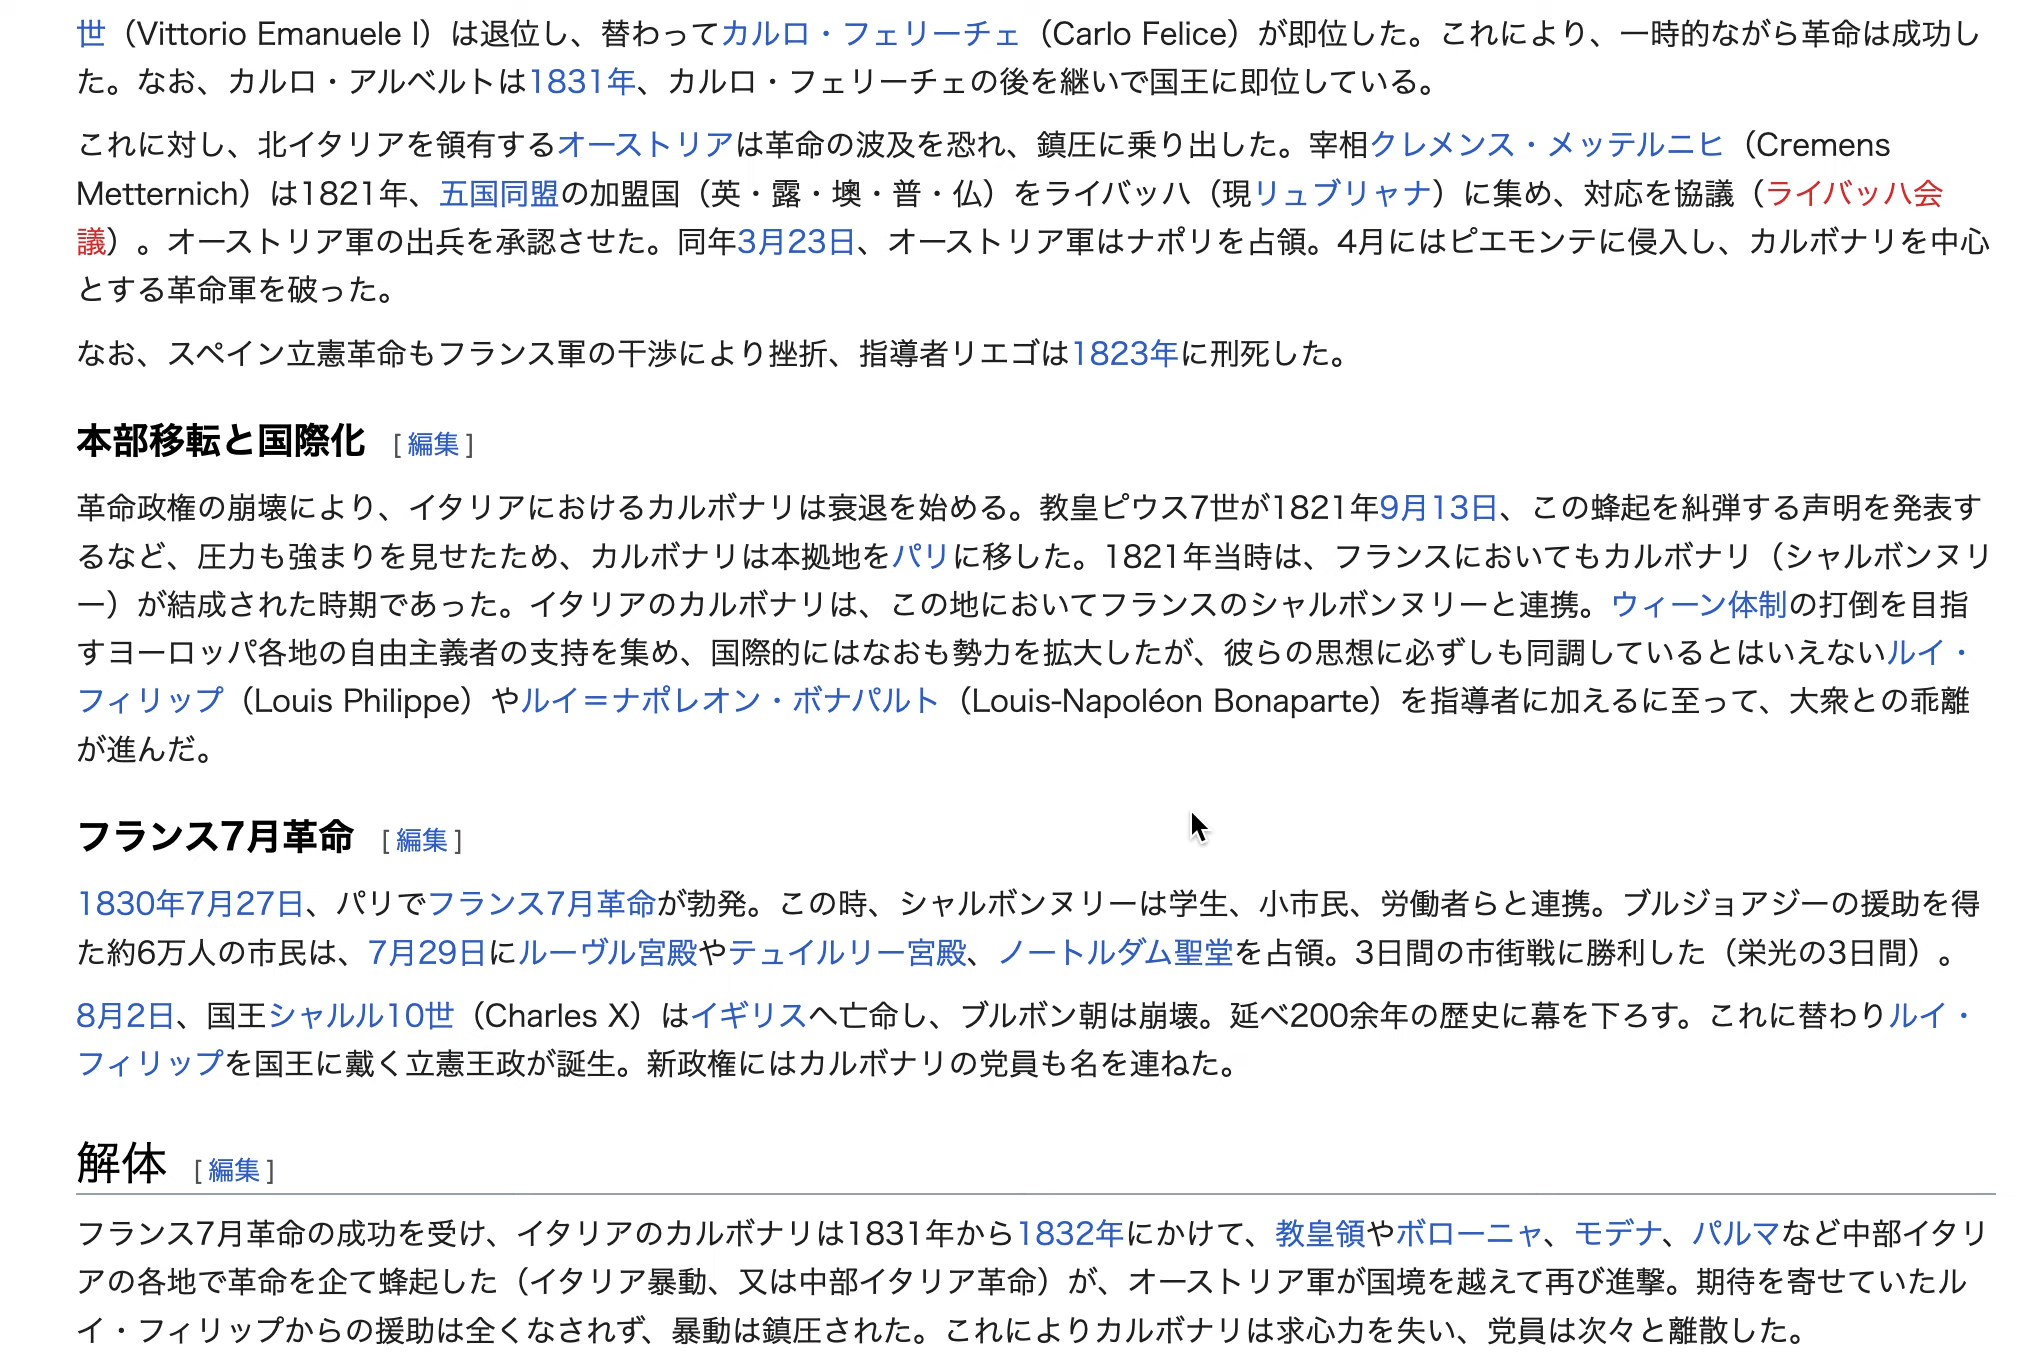 世（Vittorio Emanuele I）は退位し、替わってカルロ・フェリーチェ（Carlo Felice）が即位した。これにより、一時的ながら革命は成功し
た。なお、カルロ・アルベルトは1831年、カルロ・フェリーチェの後を継いで国王に即位している。
これに対し、北イタリアを領有するオーストリアは革命の波及を恐れ、鎮圧に乗り出した。宰相クレメンス・メッテルニヒ（Cremens
Metternich）は1821年、五国同盟の加盟国（英・露・墺・普・仏）をライバッハ（現リュブリャナ）に集め、対応を協議（ライバッハ会
議）。オーストリア軍の出兵を承認させた。同年3月23日、オーストリア軍はナポリを占領。4月にはピエモンテに侵入し、カルボナリを中心
とする革命軍を破った。
なお、スペイン立憲革命もフランス軍の干渉により挫折、指導者リエゴは1823年に刑死した。
本部移転と国際化 [編集]
革命政権の崩壊により、イタリアにおけるカルボナリは衰退を始める。教皇ピウス7世が1821年9月13日、この蜂起を糾弾する声明を発表す
るなど、圧力も強まりを見せたため、カルボナリは本拠地をパリに移した。1821年当時は、フランスにおいてもカルボナリ（シャルボンヌリ
ー）が結成された時期であった。イタリアのカルボナリは、この地においてフランスのシャルボンヌリーと連携。ウィーン体制の打倒を目指
すヨーロッパ各地の自由主義者の支持を集め、国際的にはなおも勢力を拡大したが、彼らの思想に必ずしも同調しているとはいえないルイ・
フィリップ（Louis Philippe）やルイ＝ナポレオン・ボナパルト（Louis-Napoléon Bonaparte）を指導者に加えるに至って、大衆との乖離
が進んだ。
フランス7月革命 [編集]
1830年7月27日、パリでフランス7月革命が勃発。この時、シャルボンヌリーは学生、小市民、労働者らと連携。ブルジョアジーの援助を得
た約6万人の市民は、7月29日にルーヴル宮殿やテュイルリー宮殿、ノートルダム聖堂を占領。3日間の市街戦に勝利した（栄光の3日間）。
8月2日、国王シャルル10世（Charles X）はイギリスへ亡命し、ブルボン朝は崩壊。延べ200余年の歴史に幕を下ろす。これに替わりルイ・
フィリップを国王に戴く立憲王政が誕生。新政権にはカルボナリの党員も名を連ねた。
解体 [編集]
フランス7月革命の成功を受け、イタリアのカルボナリは1831年から1832年にかけて、教皇領やボローニャ、モデナ、パルマなど中部イタリ
アの各地で革命を企て蜂起した（イタリア暴動、又は中部イタリア革命）が、オーストリア軍が国境を越えて再び進撃。期待を寄せていたル
イ・フィリップからの援助は全くなされず、暴動は鎮圧された。これによりカルボナリは求心力を失い、党員は次々と離散した。